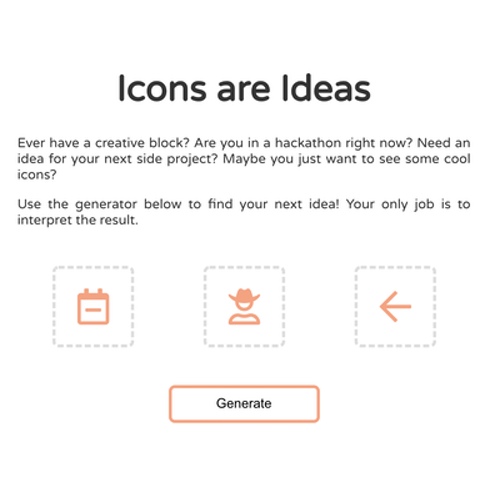 Icons are Ideas
Ever have a creative block? Are you in a hackathon right now? Need an
idea for your next side project? Maybe you just want to see some cool
icons?
Use the generator below to find your next idea! Your only job is to
interpret the result.
Generate